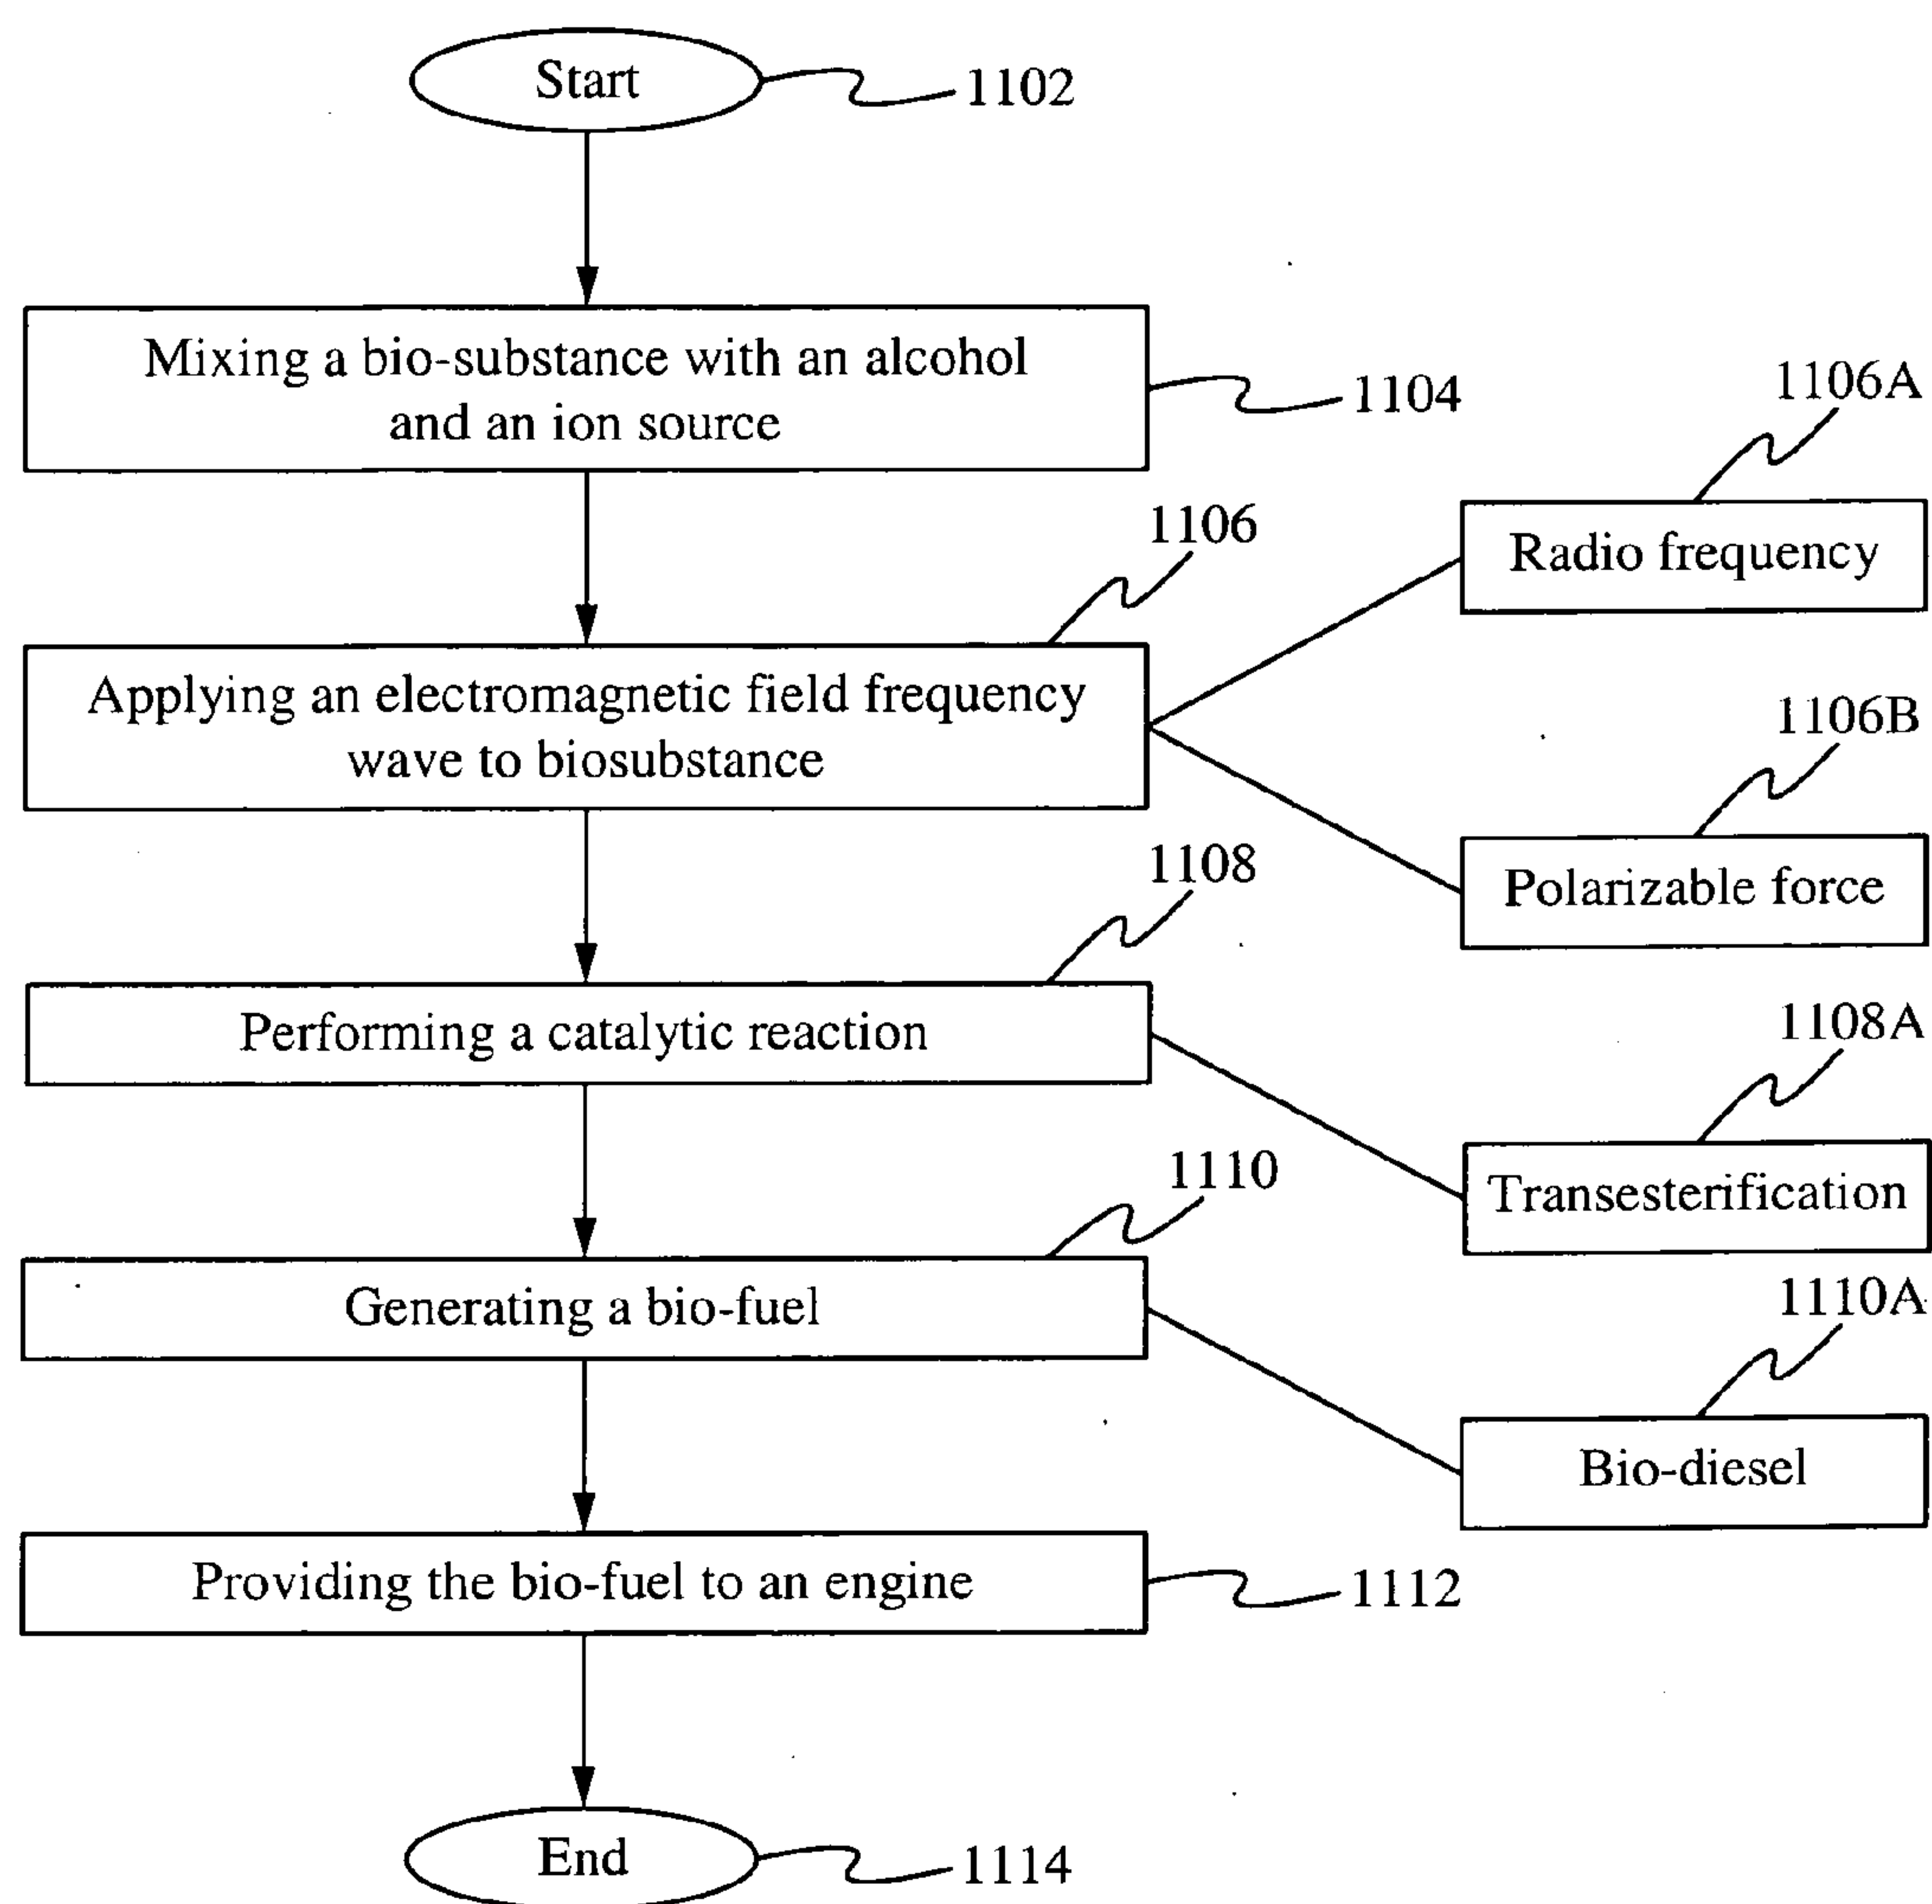 Start
1102
Mixing a bio-substance with an alcohol
and an ion source
1104
1106A
Radio frequency
1106
Applying an electromagnetic field frequency
wave to biosubstance
1106B
Polarizable force
1108
Performing a catalytic reaction
1108A
Transesterification
1110
Generating a bio-fuel
1110A
Bio-diesel
Providing the bio-fuel to an engine
1112
End
1114